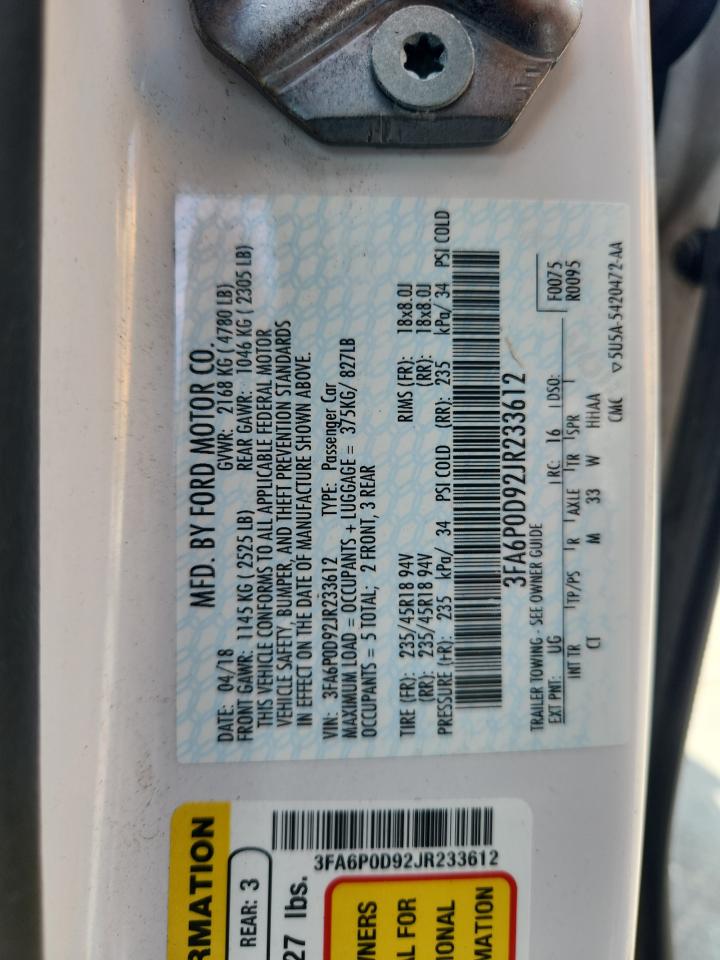 MFD. BY FORD MOTOR CO.
DATE: 04/18 GVWR: 2168 KG ( 4780 LB)
FRONT GAWR: 1145 KG ( 2525 LB) REAR GAWR: 1046 KG ( 2305 LB)
THIS VEHICLE CONFORMS TO ALL APPLICABLE FEDERAL MOTOR
VEHICLE SAFETY, BUMPER, AND THEFT PREVENTION STANDARDS
IN EFFECT ON THE DATE OF MANUFACTURE SHOWN ABOVE.
VIN: 3FA6P0D92JR233612 TYPE: Passenger Car
MAXIMUM LOAD = OCCUPANTS + LUGGAGE = 375KG/ 827LB
OCCUPANTS = 5 TOTAL; 2 FRONT, 3 REAR
TIRE (FR): 235/45R18 94V RIMS (FR): 18x8.0J
(RR): 235/45R18 94V (RR): 18x8.0J
PRESSURE (FR): 235 kPa/ 34 PSI COLD (RR): 235 kPa/ 34 PSI COLD
3FA6P0D92JR233612
TRAILER TOWING - SEE OWNER GUIDE
EXT PNT: UG RC: 16 DSO: F0075
R0095
INT TR TP/PS R AXLE TR SPR
CT M 33 W HHAA
CMC ▽5U5A-5420472-AA
RMATION
REAR: 3
27 lbs.
3FA6P0D92JR233612
WNERS
AL FOR
IONAL
MATION